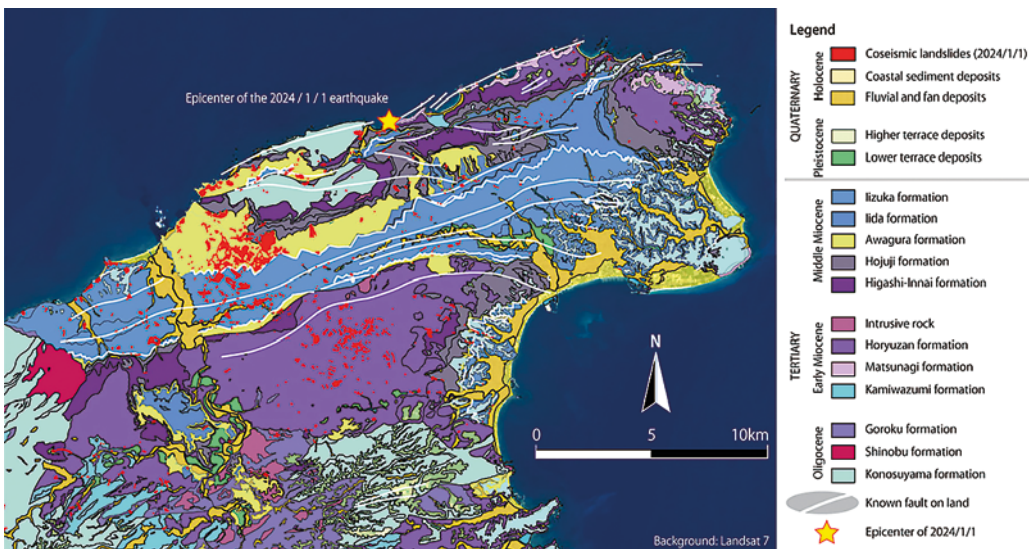 Legend
QUATERNARY
Holocene
Coseismic landslides (2024/1/1)
Coastal sediment deposits
Fluvial and fan deposits
Pleistocene
Higher terrace deposits
Lower terrace deposits
TERTIARY
Middle Miocene
Iizuka formation
Iida formation
Awagura formation
Hojuji formation
Higashi-Innai formation
Early Miocene
Intrusive rock
Horyuzan formation
Matsunagi formation
Kamiwazumi formation
Oligocene
Goroku formation
Shinobu formation
Konosuyama formation
Known fault on land
Epicenter of 2024/1/1
Epicenter of the 2024 / 1 / 1 earthquake
N
0 5 10km
Background: Landsat 7